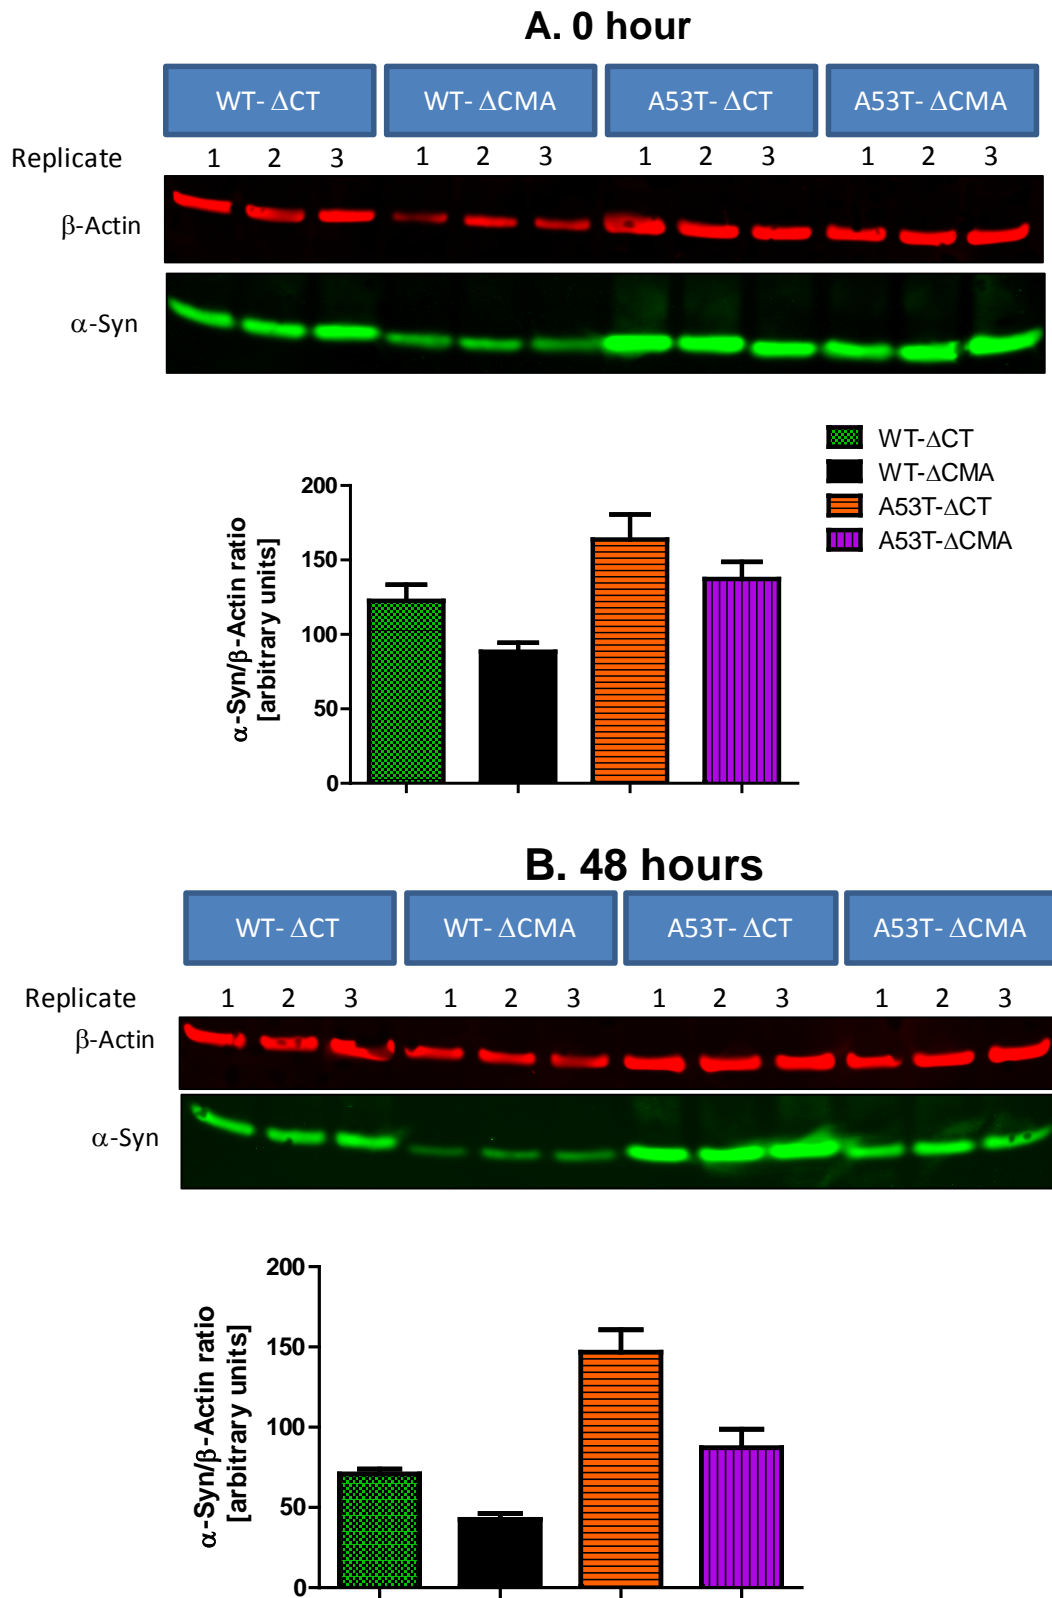 A. 0 hour
WT- ΔCT WT- ΔCMA A53T- ΔCT A53T- ΔCMA
Replicate 1 2 3 1 2 3 1 2 3 1 2 3
β-Actin
α-Syn
WT-ΔCT
WT-ΔCMA
A53T-ΔCT
A53T-ΔCMA
α-Syn/β-Actin ratio
[arbitrary units]
200
150
100
50
0
B. 48 hours
WT- ΔCT WT- ΔCMA A53T- ΔCT A53T- ΔCMA
Replicate 1 2 3 1 2 3 1 2 3 1 2 3
β-Actin
α-Syn
α-Syn/β-Actin ratio
[arbitrary units]
200
150
100
50
0